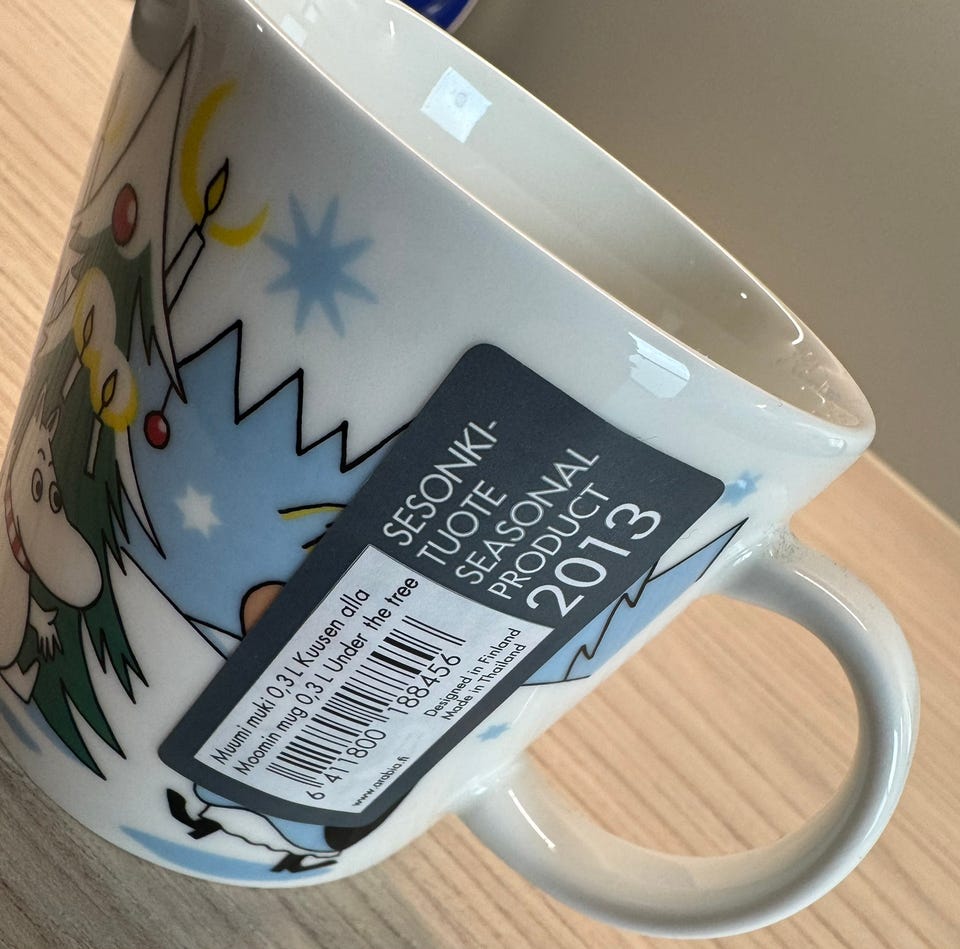 SESONKI-
TUOTE
SEASONAL
PRODUCT
2013
Muumi muki 0,3 L Kuusen alla
Moomin mug 0,3 L Under the tree
6 411800 188456
Designed in Finland
Made in Thailand
www.arabia.fi